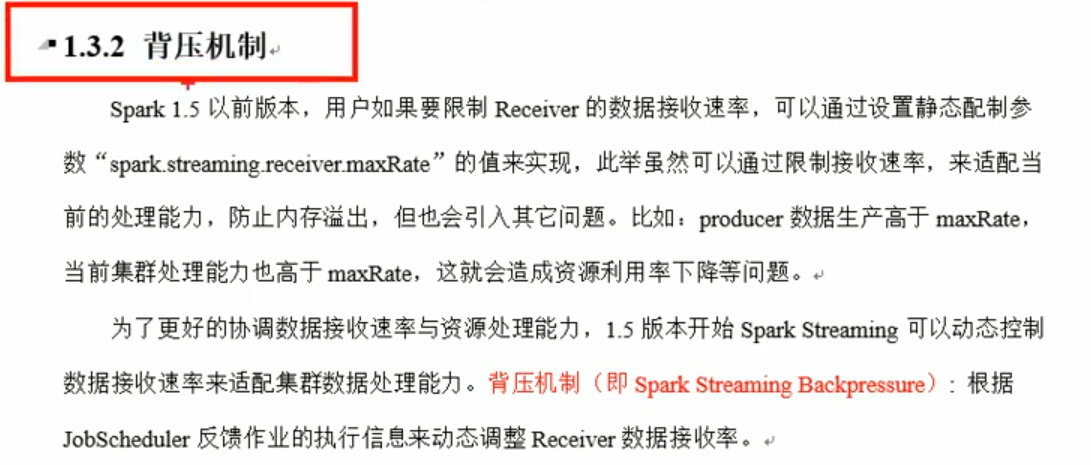 1.3.2 背压机制
Spark 1.5 以前版本，用户如果要限制 Receiver 的数据接收速率，可以通过设置静态配制参
数“spark.streaming.receiver.maxRate”的值来实现，此举虽然可以通过限制接收速率，来适配当
前的处理能力，防止内存溢出，但也会引入其它问题。比如：producer 数据生产高于 maxRate，
当前集群处理能力也高于 maxRate，这就会造成资源利用率下降等问题。
为了更好的协调数据接收速率与资源处理能力，1.5 版本开始 Spark Streaming 可以动态控制
数据接收速率来适配集群数据处理能力。背压机制（即 Spark Streaming Backpressure）: 根据
JobScheduler 反馈作业的执行信息来动态调整 Receiver 数据接收率。